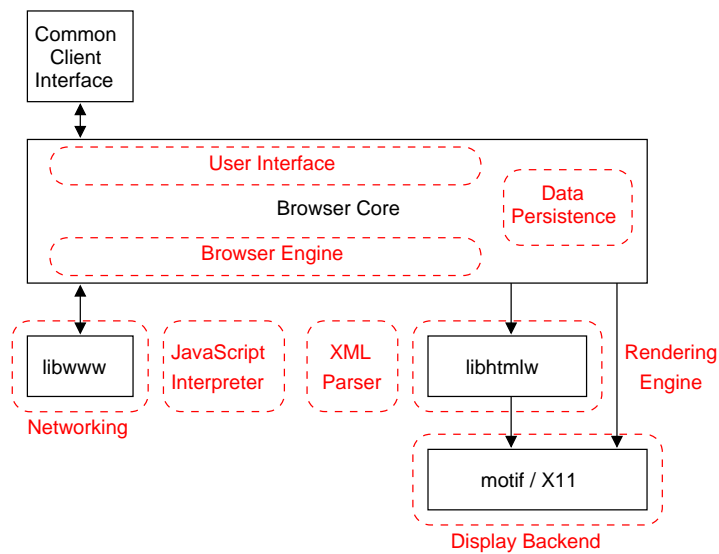 Common
Client
Interface
User Interface
Data
Persistence
Browser Core
Browser Engine
libwww
JavaScript
Interpreter
XML
Parser
libhtmlw
Rendering
Engine
Networking
motif / X11
Display Backend